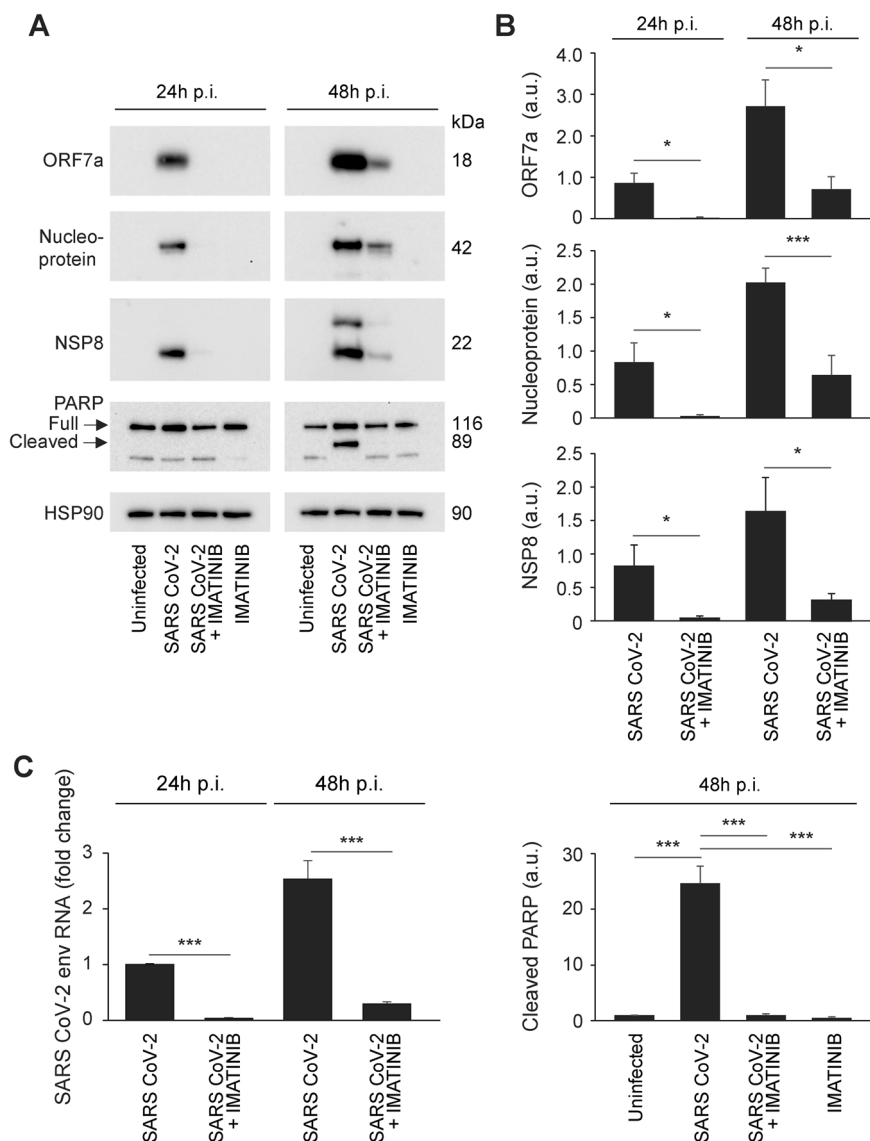 A
24h p.i.
48h p.i.
kDa
ORF7a
18
Nucleo-
protein
42
NSP8
22
PARP
Full
116
Cleaved
89
HSP90
90
Uninfected
SARS CoV-2
SARS CoV-2
+ IMATINIB
IMATINIB
Uninfected
SARS CoV-2
SARS CoV-2
+ IMATINIB
IMATINIB
B
24h p.i.
48h p.i.
ORF7a (a.u.)
4.0
3.0
2.0
1.0
0
*
*
Nucleoprotein (a.u.)
2.5
2.0
1.5
1.0
0.5
0
*
***
NSP8 (a.u.)
2.5
2.0
1.5
1.0
0.5
0
*
*
SARS CoV-2
SARS CoV-2
+ IMATINIB
SARS CoV-2
SARS CoV-2
+ IMATINIB
C
24h p.i.
48h p.i.
SARS CoV-2 env RNA (fold change)
3
2
1
0
***
***
SARS CoV-2
SARS CoV-2
+ IMATINIB
SARS CoV-2
SARS CoV-2
+ IMATINIB
48h p.i.
Cleaved PARP (a.u.)
30
20
10
0
***
***
***
Uninfected
SARS CoV-2
SARS CoV-2
+ IMATINIB
IMATINIB